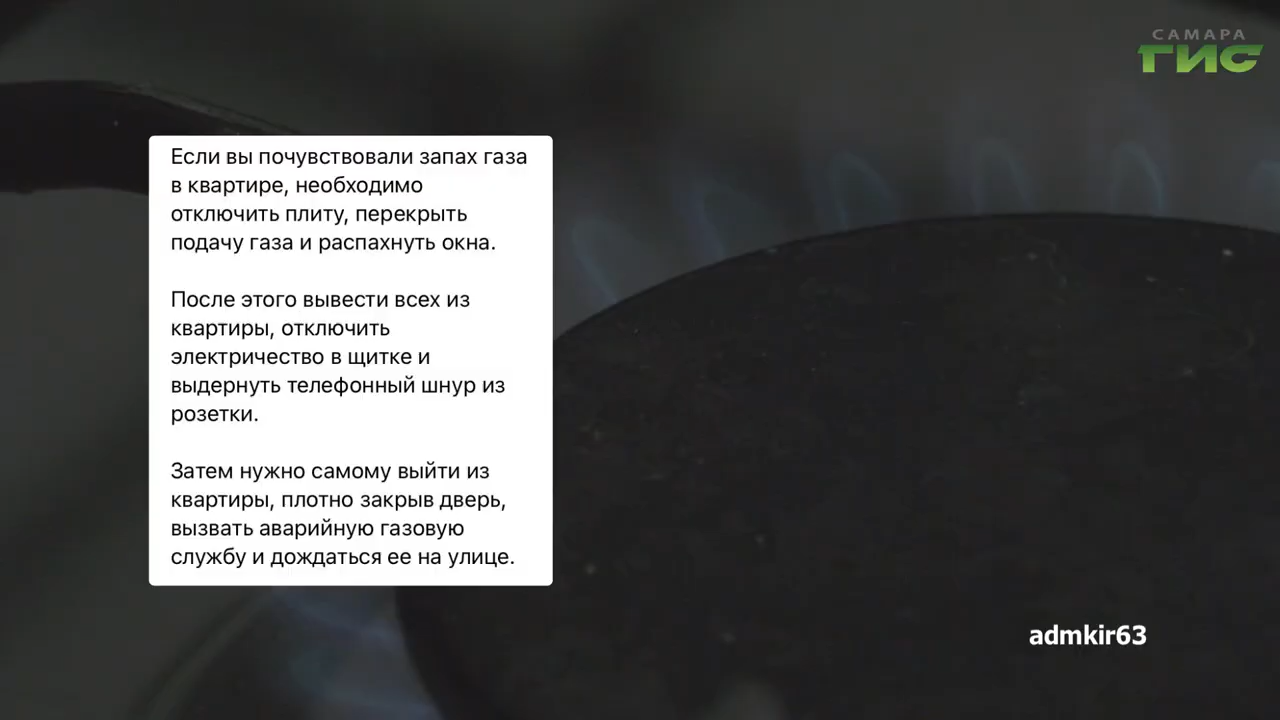 САМАРА
ГИС
Если вы почувствовали запах газа
в квартире, необходимо
отключить плиту, перекрыть
подачу газа и распахнуть окна.
После этого вывести всех из
квартиры, отключить
электричество в щитке и
выдернуть телефонный шнур из
розетки.
Затем нужно самому выйти из
квартиры, плотно закрыв дверь,
вызвать аварийную газовую
службу и дождаться ее на улице.
admkir63